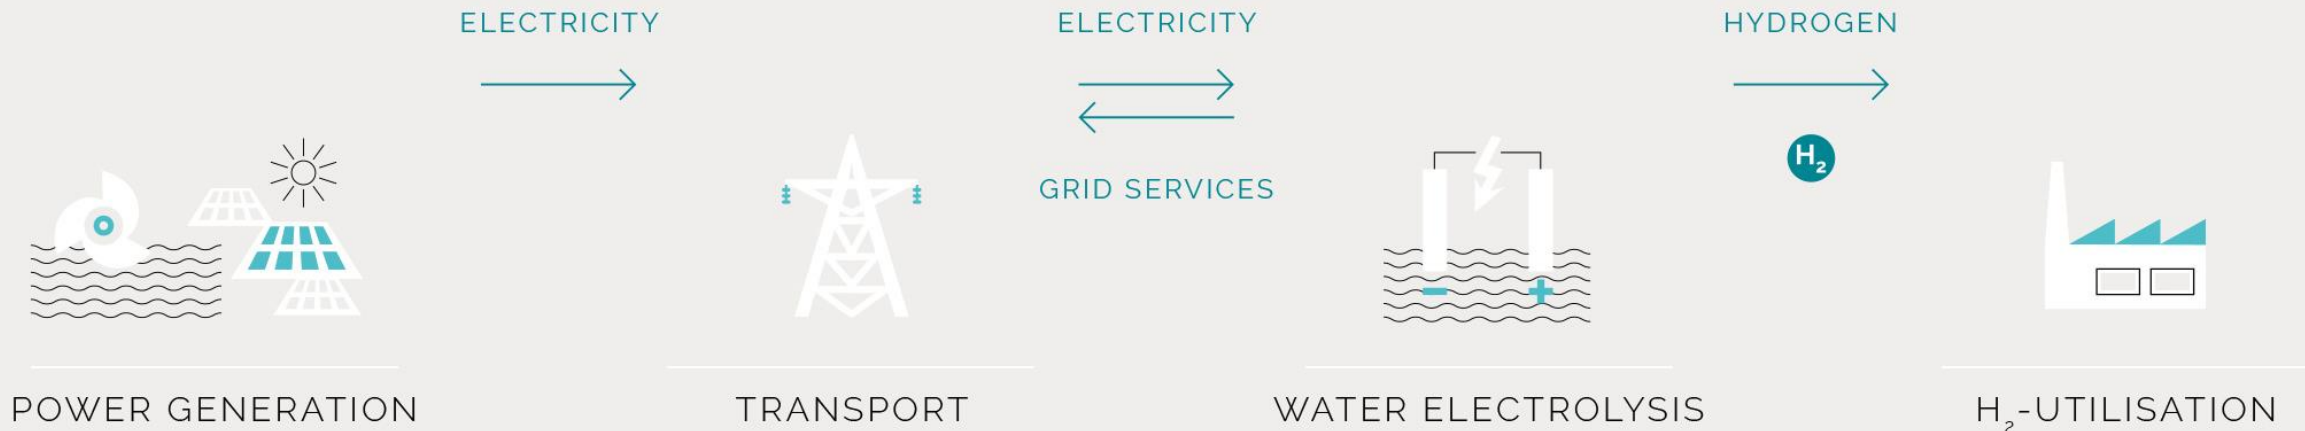 ELECTRICITY
ELECTRICITY
HYDROGEN
GRID SERVICES
H₂
− +
POWER GENERATION
TRANSPORT
WATER ELECTROLYSIS
H₂-UTILISATION